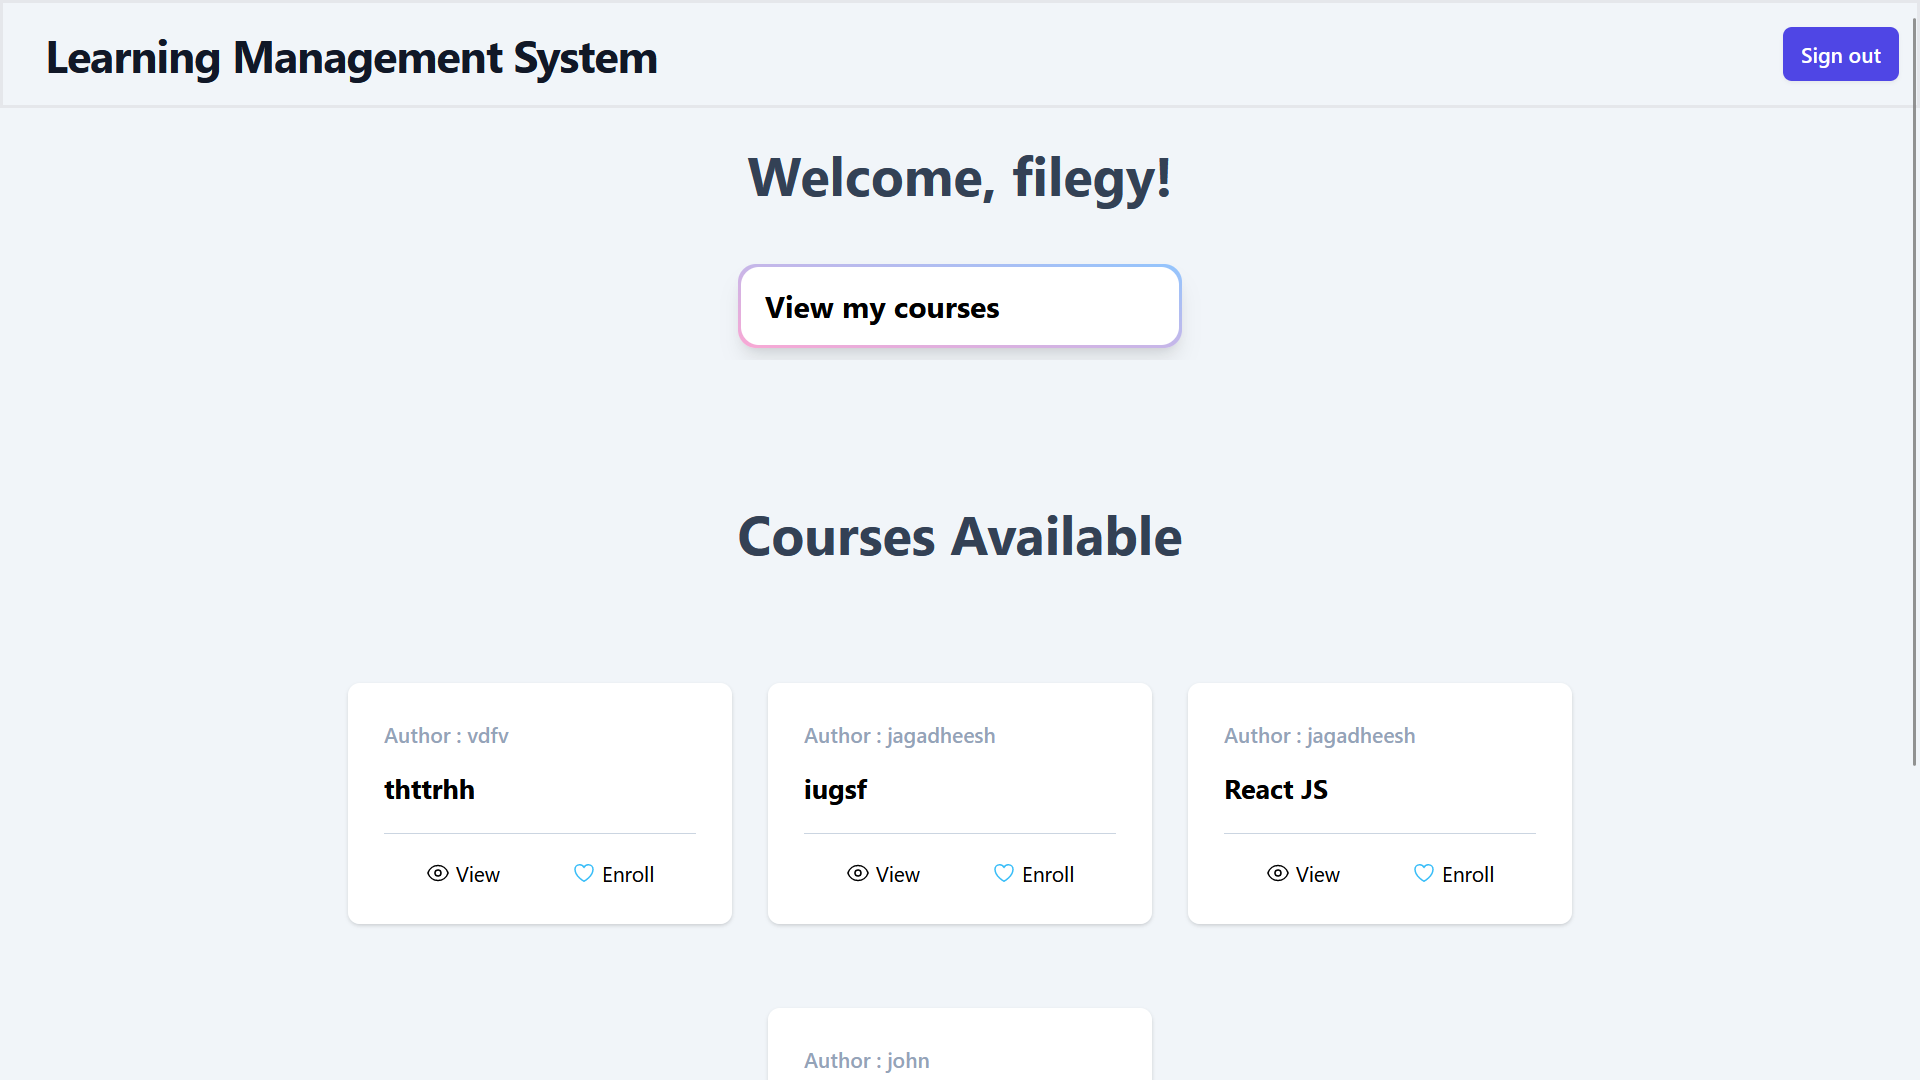 Learning Management System
Sign out
Welcome, filegy!
View my courses
Courses Available
Author : vdfv
thttrhh
View Enroll
Author : jagadheesh
iugsf
View Enroll
Author : jagadheesh
React JS
View Enroll
Author : john